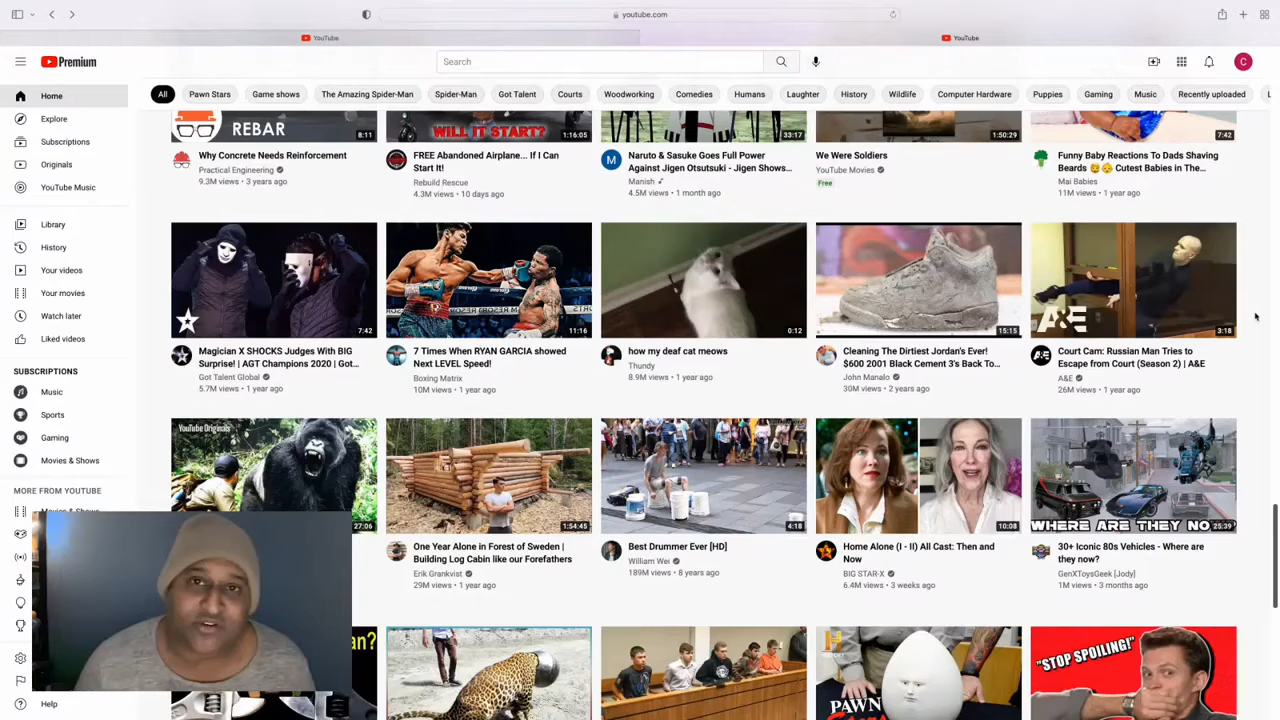 youtube.com
YouTube
YouTube
Premium
Search
C
Home
Explore
Subscriptions
Originals
YouTube Music
Library
History
Your videos
Your movies
Watch later
Liked videos
SUBSCRIPTIONS
Music
Sports
Gaming
Movies & Shows
MORE FROM YOUTUBE
Help
All
Pawn Stars
Game shows
The Amazing Spider-Man
Spider-Man
Got Talent
Courts
Woodworking
Comedies
Humans
Laughter
History
Wildlife
Computer Hardware
Puppies
Gaming
Music
Recently uploaded
REBAR
8:11
WILL IT START?
1:16:05
33:17
1:50:29
7:42
Why Concrete Needs Reinforcement
Practical Engineering
9.3M views • 3 years ago
FREE Abandoned Airplane... If I Can
Start It!
Rebuild Rescue
4.3M views • 10 days ago
M
Naruto & Sasuke Goes Full Power
Against Jigen Otsutsuki - Jigen Shows...
Manish
4.5M views • 1 month ago
We Were Soldiers
YouTube Movies
Free
Funny Baby Reactions To Dads Shaving
Beards 🤩😴 Cutest Babies in The...
Mai Babies
11M views • 1 year ago
7:42
11:16
0:12
15:15
A&E
3:18
Magician X SHOCKS Judges With BIG
Surprise! | AGT Champions 2020 | Got...
Got Talent Global
5.7M views • 1 year ago
7 Times When RYAN GARCIA showed
Next LEVEL Speed!
Boxing Matrix
10M views • 1 year ago
how my deaf cat meows
Thundy
8.9M views • 1 year ago
Cleaning The Dirtiest Jordan's Ever!
$600 2001 Black Cement 3's Back To...
John Manalo
30M views • 2 years ago
A&E
Court Cam: Russian Man Tries to
Escape from Court (Season 2) | A&E
A&E
26M views • 1 year ago
YouTube Originals
27:06
1:54:45
4:18
10:08
WHERE ARE THEY NO
25:39
One Year Alone in Forest of Sweden |
Building Log Cabin like our Forefathers
Erik Grankvist
29M views • 1 year ago
Best Drummer Ever [HD]
William Wei
189M views • 8 years ago
Home Alone (I - II) All Cast: Then and
Now
BIG STAR-X
6.4M views • 3 weeks ago
30+ Iconic 80s Vehicles - Where are
they now?
GenXToysGeek [Jody]
1M views • 3 months ago
an?
HISTORY
PAWN
"STOP SPOILING!"